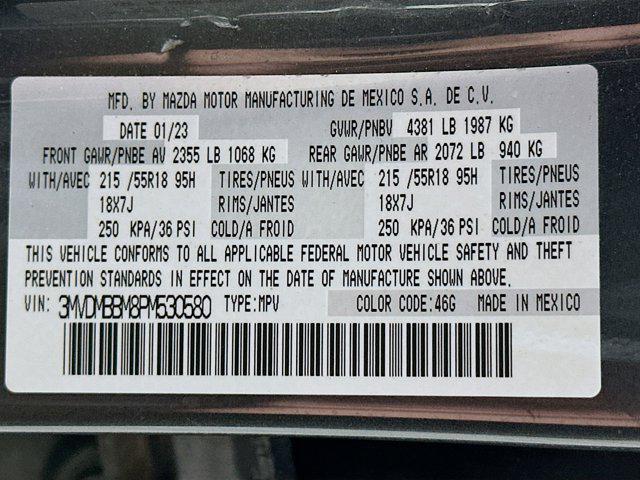 MFD. BY MAZDA MOTOR MANUFACTURING DE MEXICO S.A. DE C.V.
DATE 01/23 GVWR/PNBV 4381 LB 1987 KG
FRONT GAWR/PNBE AV 2355 LB 1068 KG REAR GAWR/PNBE AR 2072 LB 940 KG
WITH/AVEC 215 /55R18 95H TIRES/PNEUS WITH/AVEC 215 /55R18 95H TIRES/PNEUS
18X7J RIMS/JANTES 18X7J RIMS/JANTES
250 KPA/36 PSI COLD/A FROID 250 KPA/36 PSI COLD/A FROID
THIS VEHICLE CONFORMS TO ALL APPLICABLE FEDERAL MOTOR VEHICLE SAFETY AND THEFT
PREVENTION STANDARDS IN EFFECT ON THE DATE OF MANUFACTURE SHOWN ABOVE.
VIN: 3MVDMBBM8PM530580 TYPE:MPV COLOR CODE:46G MADE IN MEXICO